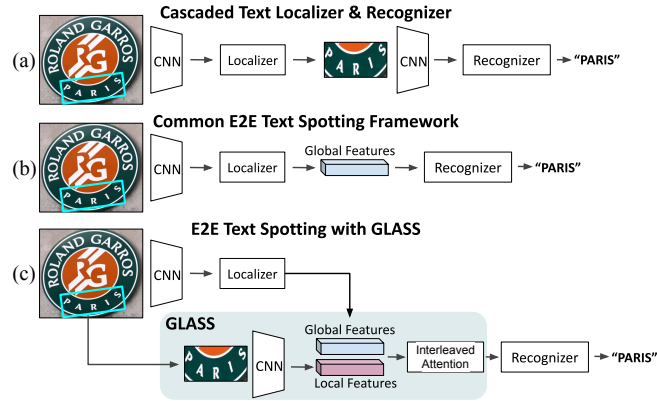 Cascaded Text Localizer & Recognizer
(a)
ROLAND GARROS
RG
PARIS
CNN
Localizer
PARIS
CNN
Recognizer
"PARIS"
Common E2E Text Spotting Framework
(b)
ROLAND GARROS
RG
PARIS
CNN
Localizer
Global Features
Recognizer
"PARIS"
E2E Text Spotting with GLASS
(c)
ROLAND GARROS
RG
PARIS
CNN
Localizer
GLASS
PARIS
CNN
Global Features
Local Features
Interleaved
Attention
Recognizer
"PARIS"